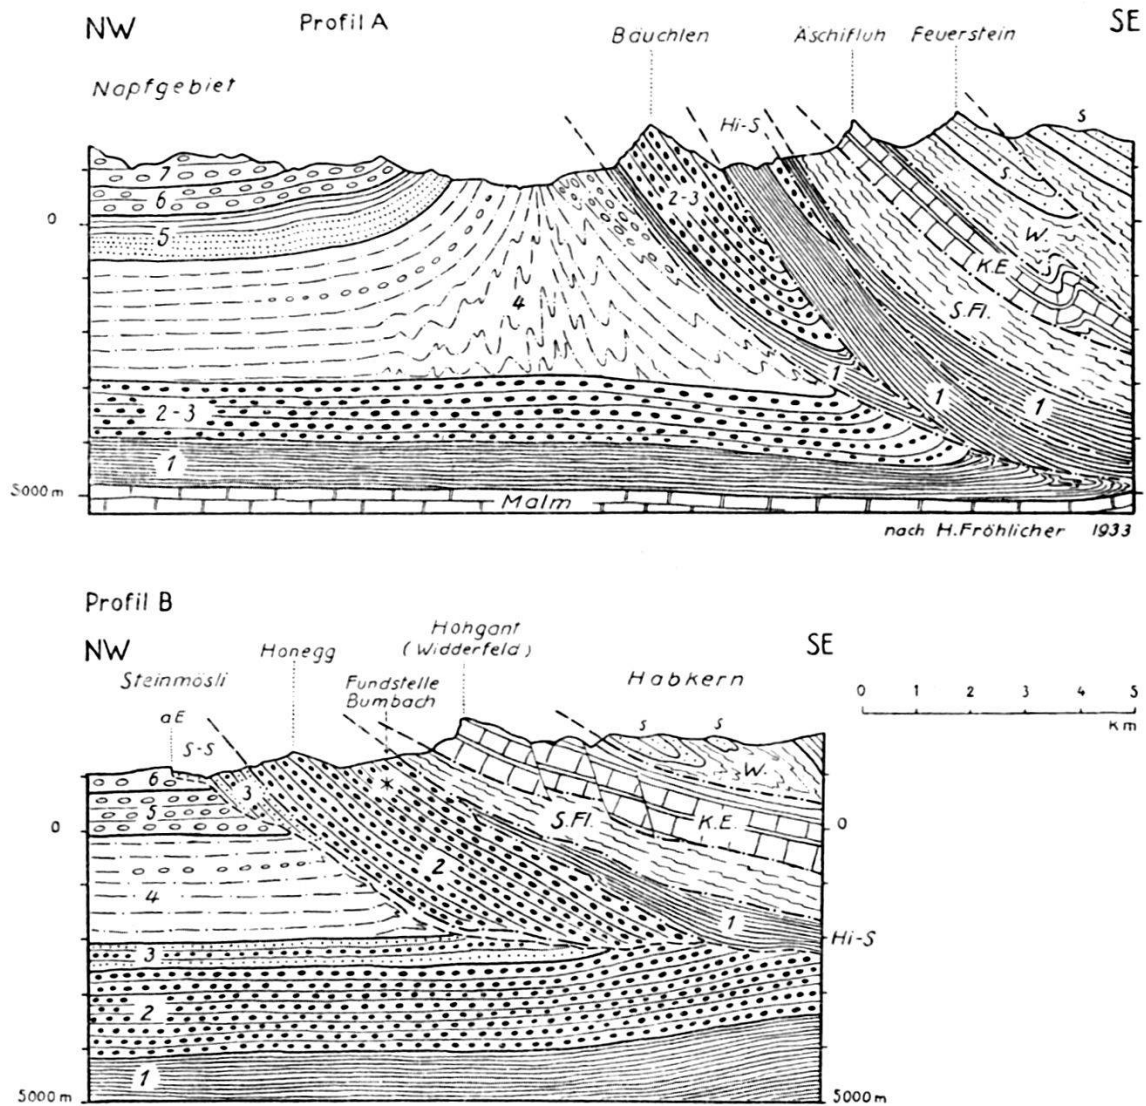 NW Profil A SE
Bäuchlen Äschifluh Feuerstein
Napfgebiet
Hi-S s
7
6
0
5
2-3
s
W.
K.E.
4
S.Fl.
1
2-3
1
1
1
5000 m
Malm
nach H. Fröhlicher 1933
Profil B
NW SE
Hohgant
(Widderfeld)
Honegg
Steinmösli Fundstelle Habkern
Bumbach
aE
S-S
s s
0 1 2 3 4 5
Km
6
3
W.
5
0 S.Fl. K.E. 0
2
4
1
Hi-S
3
2
1
5000 m 5000 m